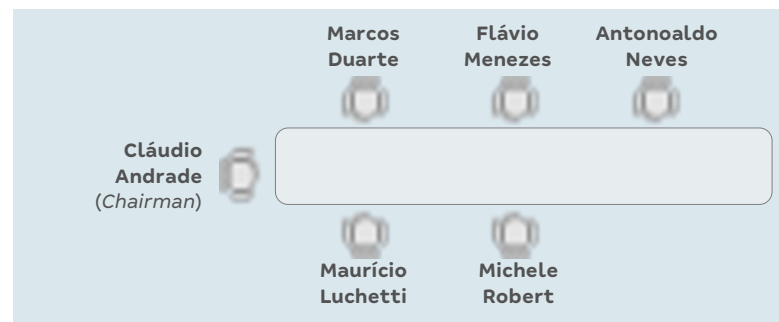 Marcos
Duarte
Flávio
Menezes
Antonoaldo
Neves
Cláudio
Andrade
(Chairman)
Maurício
Luchetti
Michele
Robert